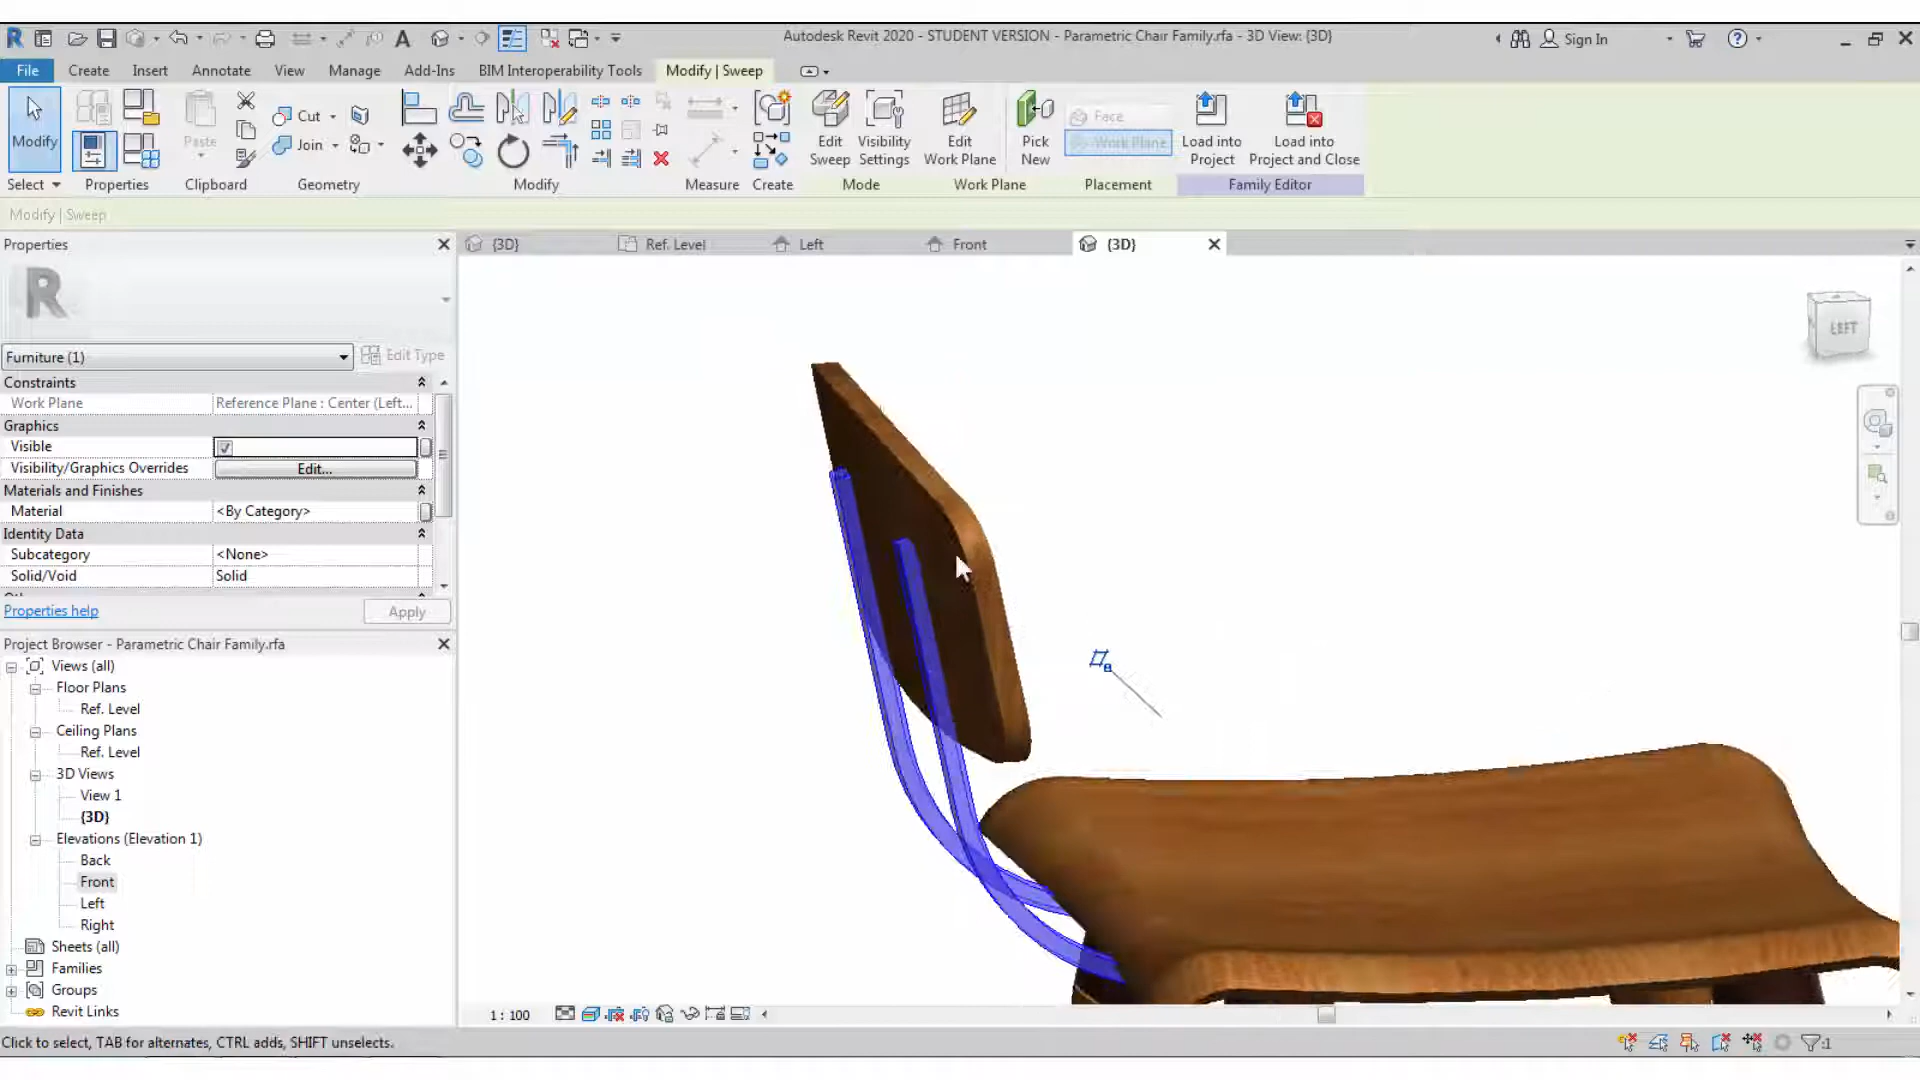 Autodesk Revit 2020 - STUDENT VERSION - Parametric Chair Family.rfa - 3D View: {3D}
Sign In
File Create Insert Annotate View Manage Add-Ins BIM Interoperability Tools Modify | Sweep
Modify
Paste
Cut
Join
Edit Sweep
Visibility Settings
Edit Work Plane
Pick New
Face
Work Plane
Load into Project
Load into Project and Close
Select Properties Clipboard Geometry Modify Measure Create Mode Work Plane Placement Family Editor
Modify | Sweep
Properties
{3D} Ref. Level Left Front {3D}
R
LEFT
Furniture (1) Edit Type
Constraints
Work Plane Reference Plane : Center (Left...
Graphics
Visible
Visibility/Graphics Overrides Edit...
Materials and Finishes
Material <By Category>
Identity Data
Subcategory <None>
Solid/Void Solid
Properties help Apply
Project Browser - Parametric Chair Family.rfa
Views (all)
Floor Plans
Ref. Level
Ceiling Plans
Ref. Level
3D Views
View 1
{3D}
Elevations (Elevation 1)
Back
Front
Left
Right
Sheets (all)
Families
Groups
Revit Links
1 : 100
Click to select, TAB for alternates, CTRL adds, SHIFT unselects.
:1